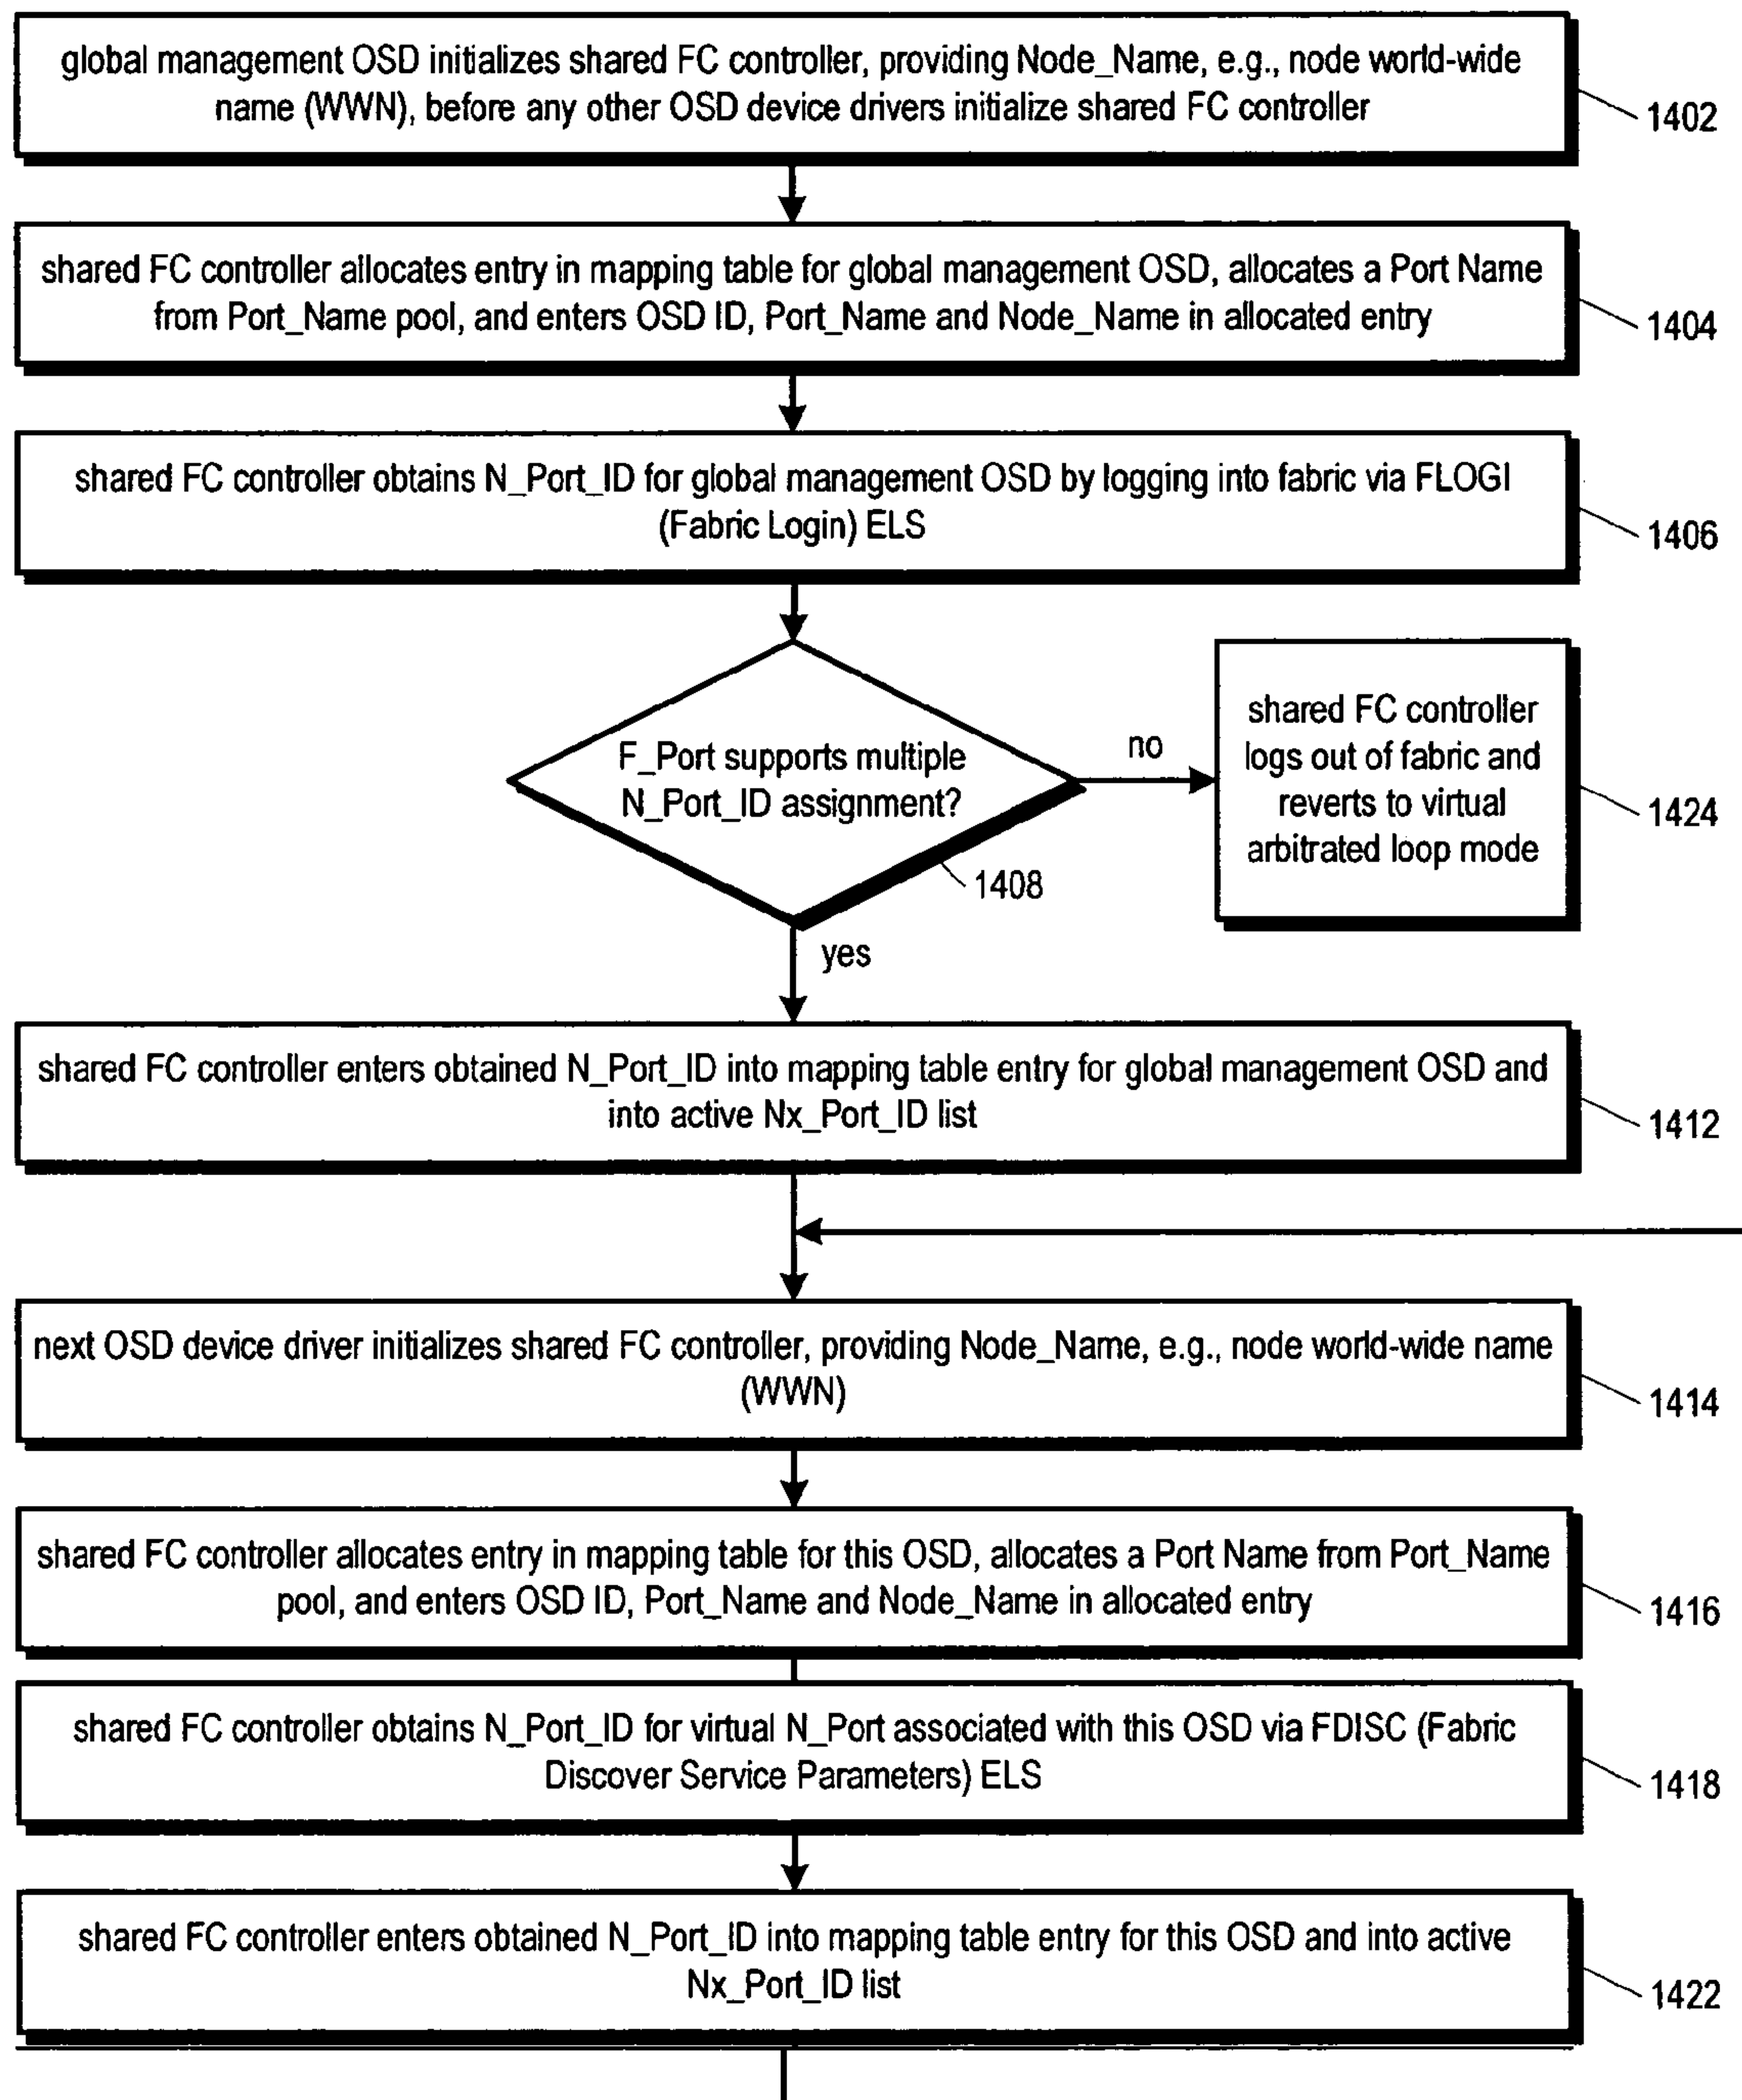 global management OSD initializes shared FC controller, providing Node_Name, e.g., node world-wide
name (WWN), before any other OSD device drivers initialize shared FC controller
1402
shared FC controller allocates entry in mapping table for global management OSD, allocates a Port Name
from Port_Name pool, and enters OSD ID, Port_Name and Node_Name in allocated entry
1404
shared FC controller obtains N_Port_ID for global management OSD by logging into fabric via FLOGI
(Fabric Login) ELS
1406
F_Port supports multiple
N_Port_ID assignment?
1408
no
shared FC controller
logs out of fabric and
reverts to virtual
arbitrated loop mode
1424
yes
shared FC controller enters obtained N_Port_ID into mapping table entry for global management OSD and
into active Nx_Port_ID list
1412
next OSD device driver initializes shared FC controller, providing Node_Name, e.g., node world-wide name
(WWN)
1414
shared FC controller allocates entry in mapping table for this OSD, allocates a Port Name from Port_Name
pool, and enters OSD ID, Port_Name and Node_Name in allocated entry
1416
shared FC controller obtains N_Port_ID for virtual N_Port associated with this OSD via FDISC (Fabric
Discover Service Parameters) ELS
1418
shared FC controller enters obtained N_Port_ID into mapping table entry for this OSD and into active
Nx_Port_ID list
1422